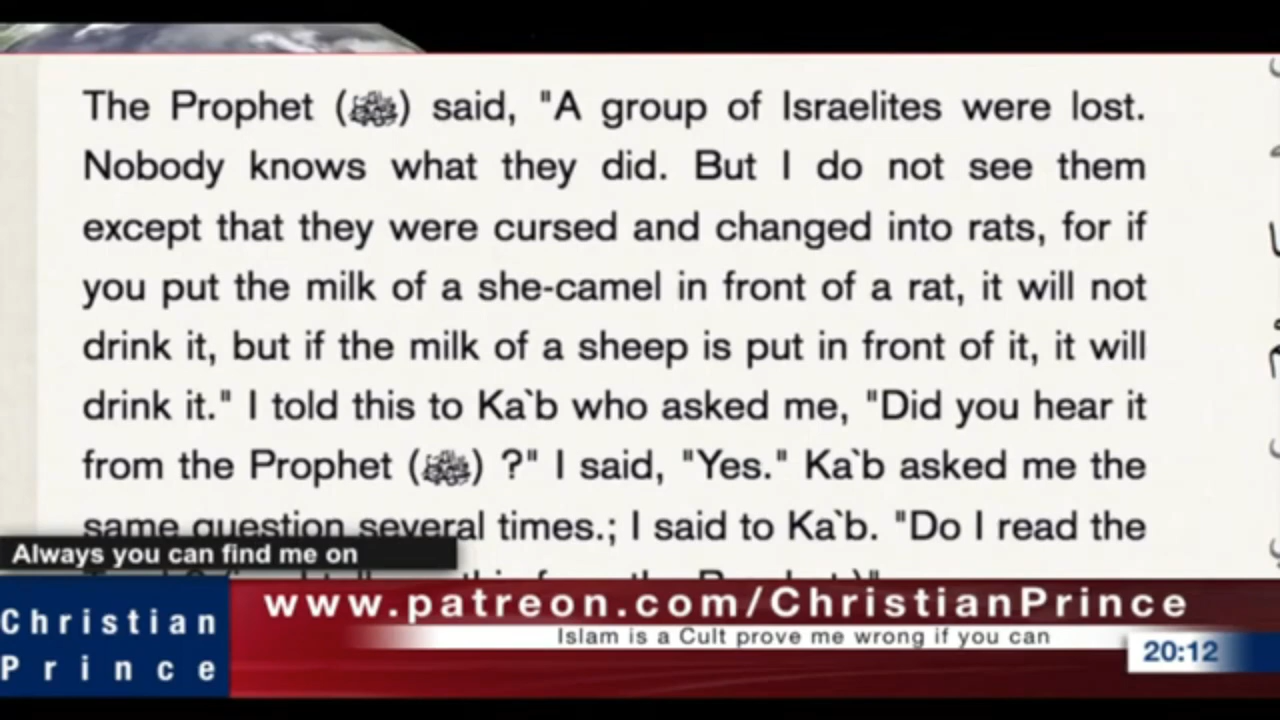 The Prophet (ﷺ) said, "A group of Israelites were lost.
Nobody knows what they did. But I do not see them
except that they were cursed and changed into rats, for if
you put the milk of a she-camel in front of a rat, it will not
drink it, but if the milk of a sheep is put in front of it, it will
drink it." I told this to Ka`b who asked me, "Did you hear it
from the Prophet (ﷺ) ?" I said, "Yes." Ka`b asked me the
same question several times.; I said to Ka`b. "Do I read the
Always you can find me on
www.patreon.com/ChristianPrince
Islam is a Cult prove me wrong if you can
Christian
Prince
20:12